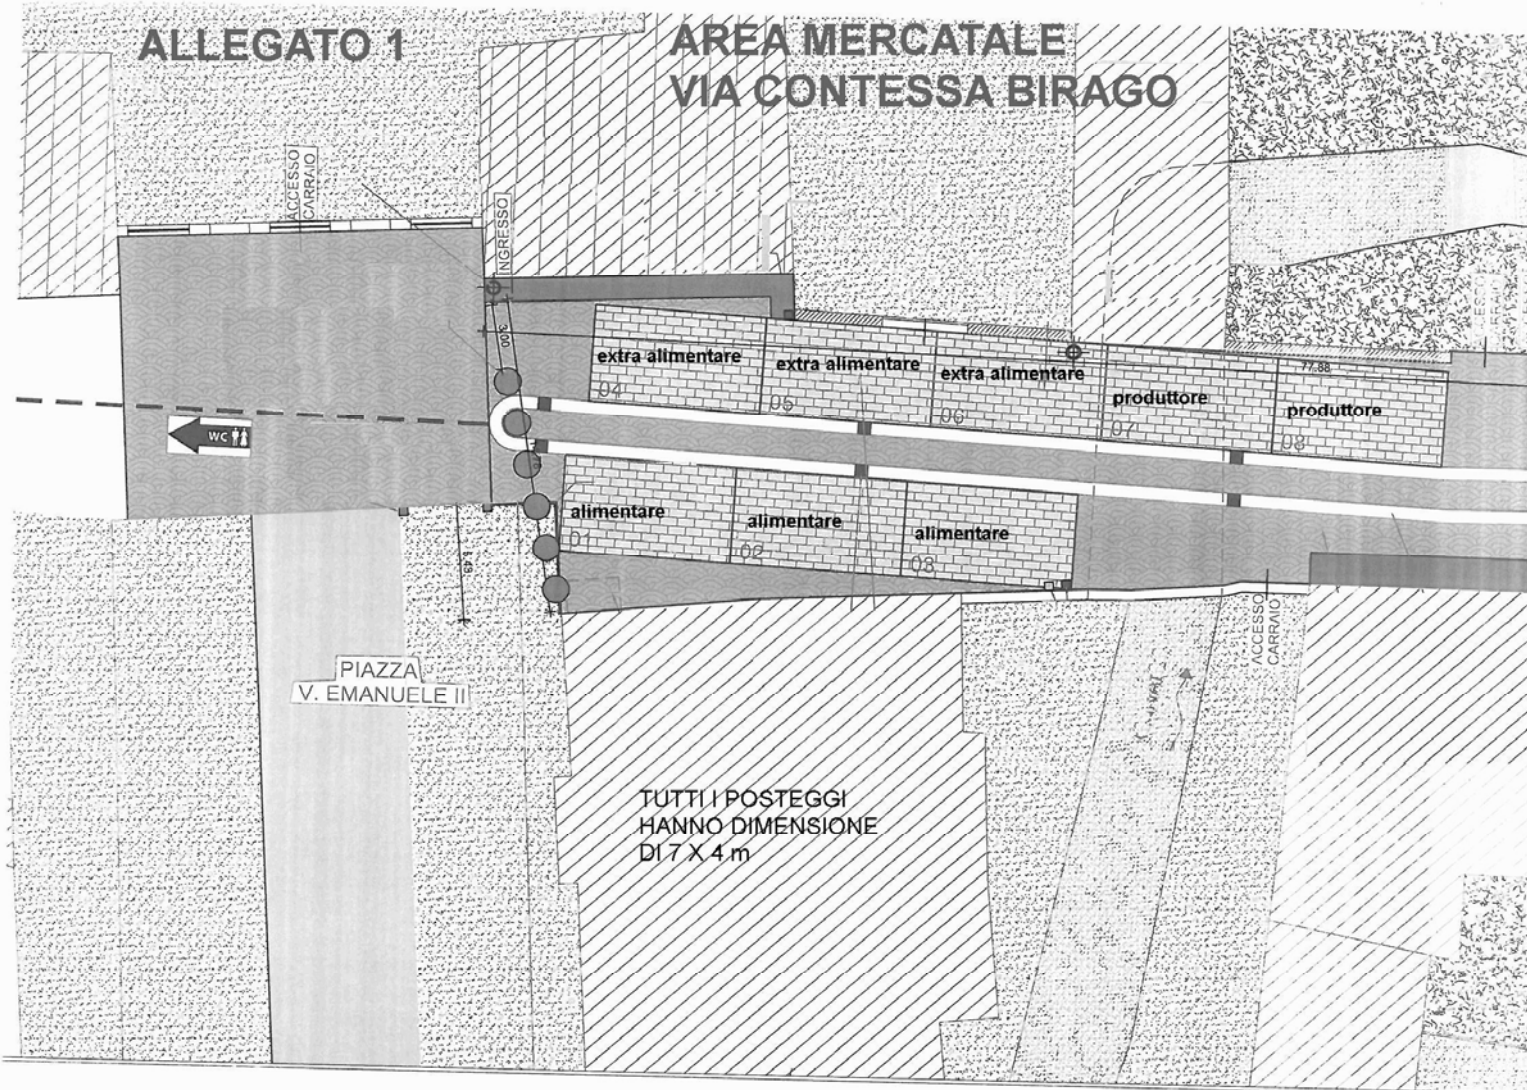 ALLEGATO 1
AREA MERCATALE
VIA CONTESSA BIRAGO
ACCESSO
CARRAIO
INGRESSO
3,00
extra alimentare
04
extra alimentare
05
extra alimentare
06
produttore
07
77,88
produttore
08
WC
alimentare
01
alimentare
02
alimentare
03
5,49
ACCESSO
CARRAIO
PIAZZA
V. EMANUELE II
TUTTI I POSTEGGI
HANNO DIMENSIONE
DI 7 X 4 m